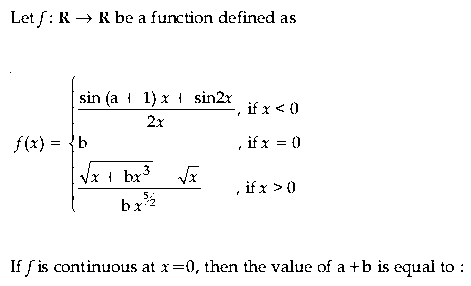 Let f : R → R be a function defined as
f(x) = { sin (a + 1) x + sin2x / 2x , if x < 0
b , if x = 0
√(x + bx³) √x / b x^(5/2) , if x > 0
If f is continuous at x=0, then the value of a + b is equal to :